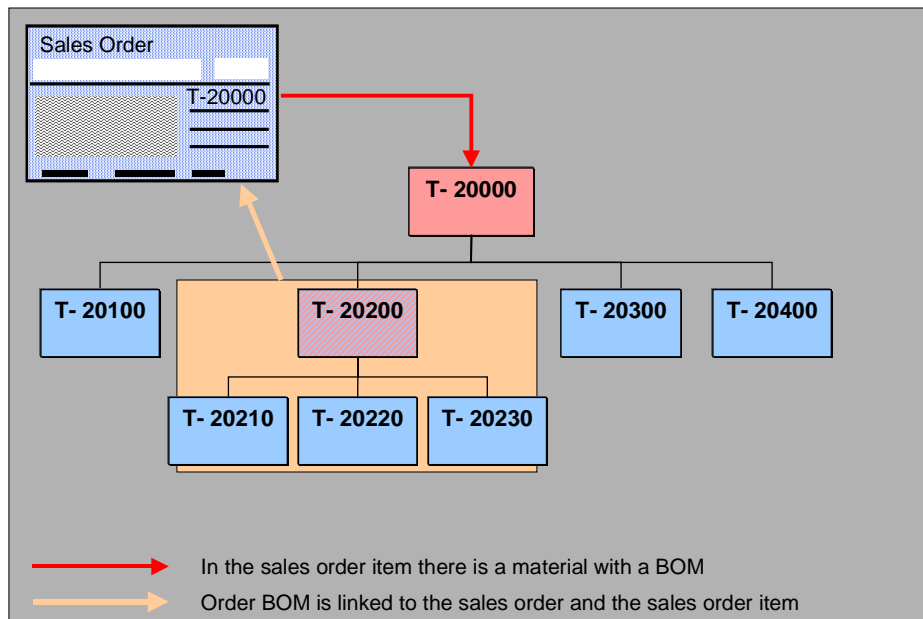 Sales Order
T-20000
T- 20000
T- 20100
T- 20200
T- 20300
T- 20400
T- 20210
T- 20220
T- 20230
In the sales order item there is a material with a BOM
Order BOM is linked to the sales order and the sales order item